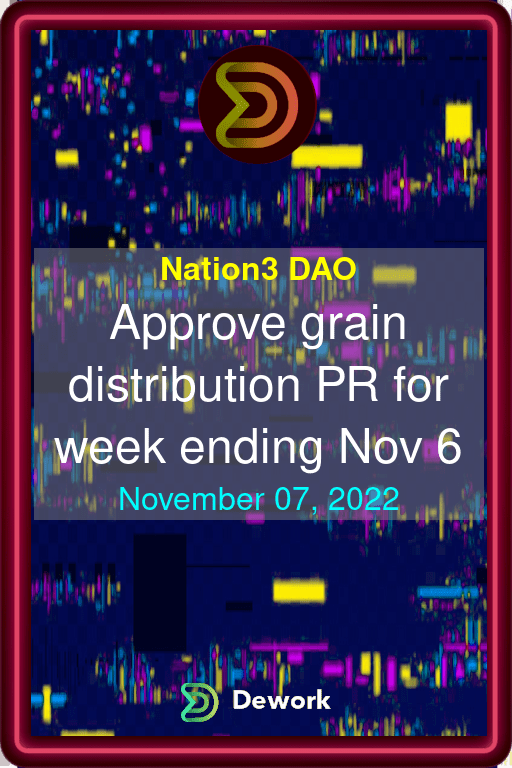 Nation3 DAO
Approve grain
distribution PR for
week ending Nov 6
November 07, 2022
Dework